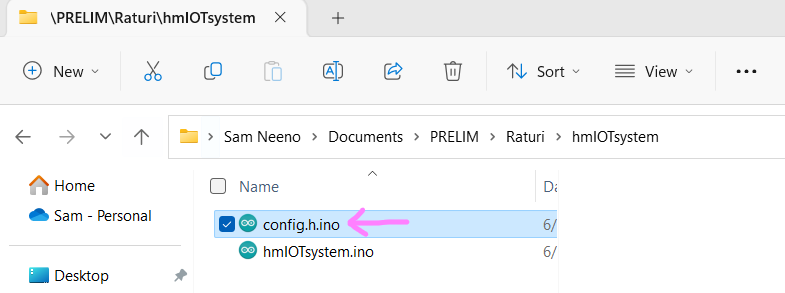 \PRELIM\Raturi\hmIOTsystem
New Sort View
Sam Neeno Documents PRELIM Raturi hmIOTsystem
Home
Sam - Personal
Desktop
Name Da
config.h.ino 6/
hmIOTsystem.ino 6/